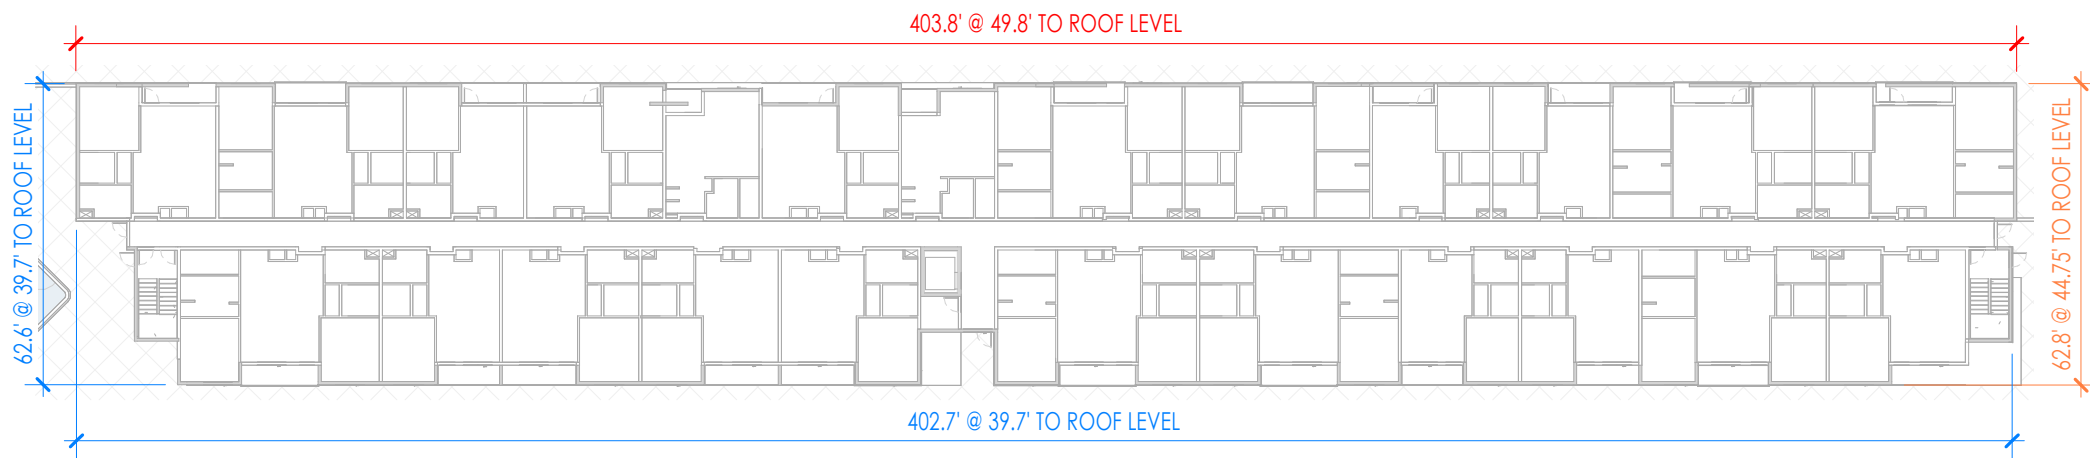 403.8' @ 49.8' TO ROOF LEVEL
62.6' @ 39.7' TO ROOF LEVEL
62.8' @ 44.75' TO ROOF LEVEL
402.7' @ 39.7' TO ROOF LEVEL